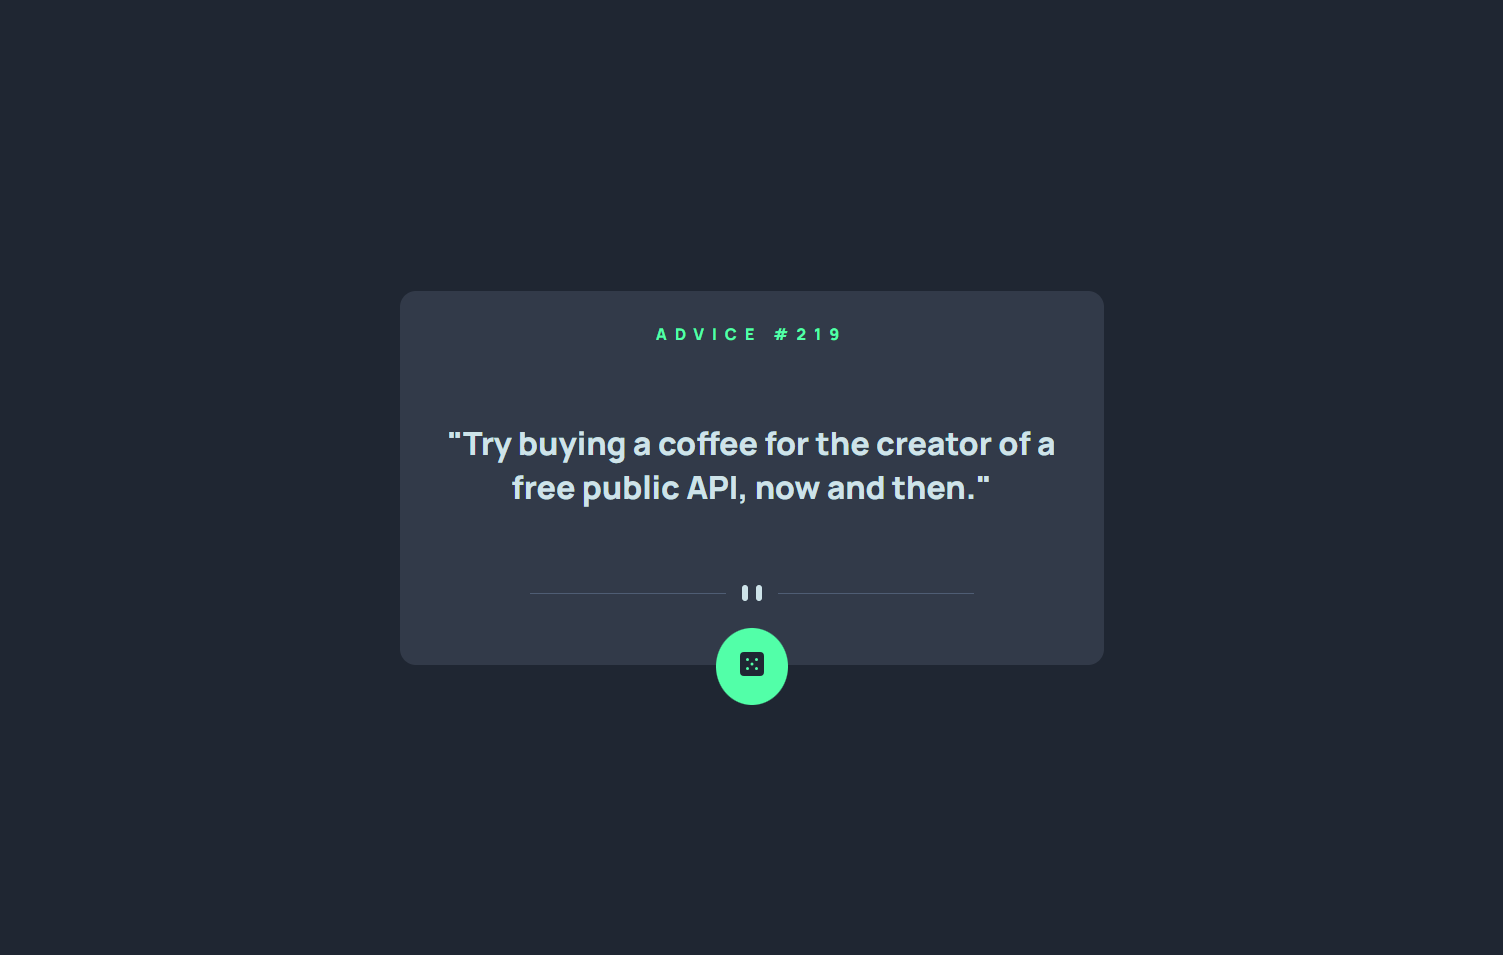 ADVICE #219
"Try buying a coffee for the creator of a
free public API, now and then."